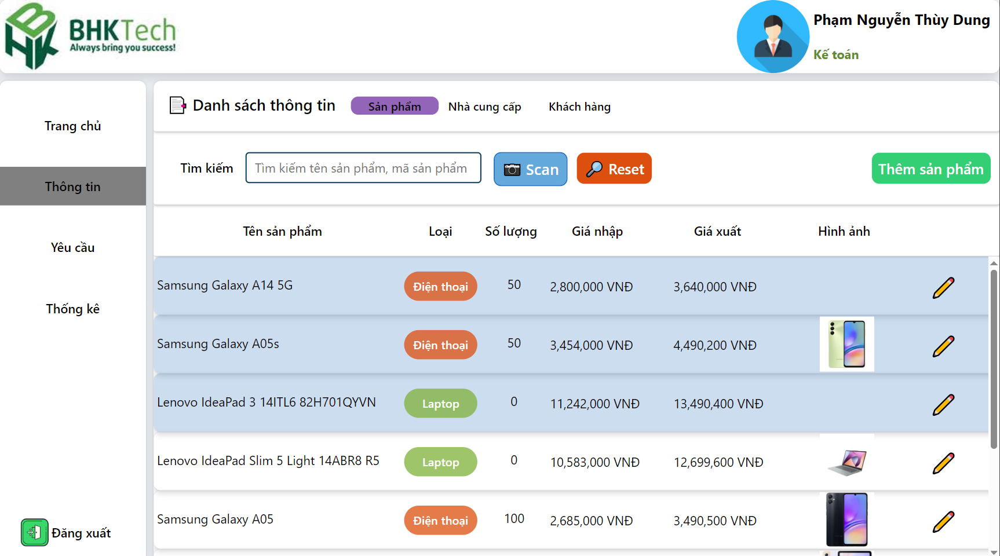 BHKTech
Always bring you success!
Phạm Nguyễn Thùy Dung
Kế toán
Trang chủ
Thông tin
Yêu cầu
Thống kê
Đăng xuất
Danh sách thông tin Sản phẩm Nhà cung cấp Khách hàng
Tìm kiếm Tìm kiếm tên sản phẩm, mã sản phẩm Scan Reset Thêm sản phẩm
Tên sản phẩm Loại Số lượng Giá nhập Giá xuất Hình ảnh
Samsung Galaxy A14 5G Điện thoại 50 2,800,000 VNĐ 3,640,000 VNĐ
Samsung Galaxy A05s Điện thoại 50 3,454,000 VNĐ 4,490,200 VNĐ
Lenovo IdeaPad 3 14ITL6 82H701QYVN Laptop 0 11,242,000 VNĐ 13,490,400 VNĐ
Lenovo IdeaPad Slim 5 Light 14ABR8 R5 Laptop 0 10,583,000 VNĐ 12,699,600 VNĐ
Samsung Galaxy A05 Điện thoại 100 2,685,000 VNĐ 3,490,500 VNĐ